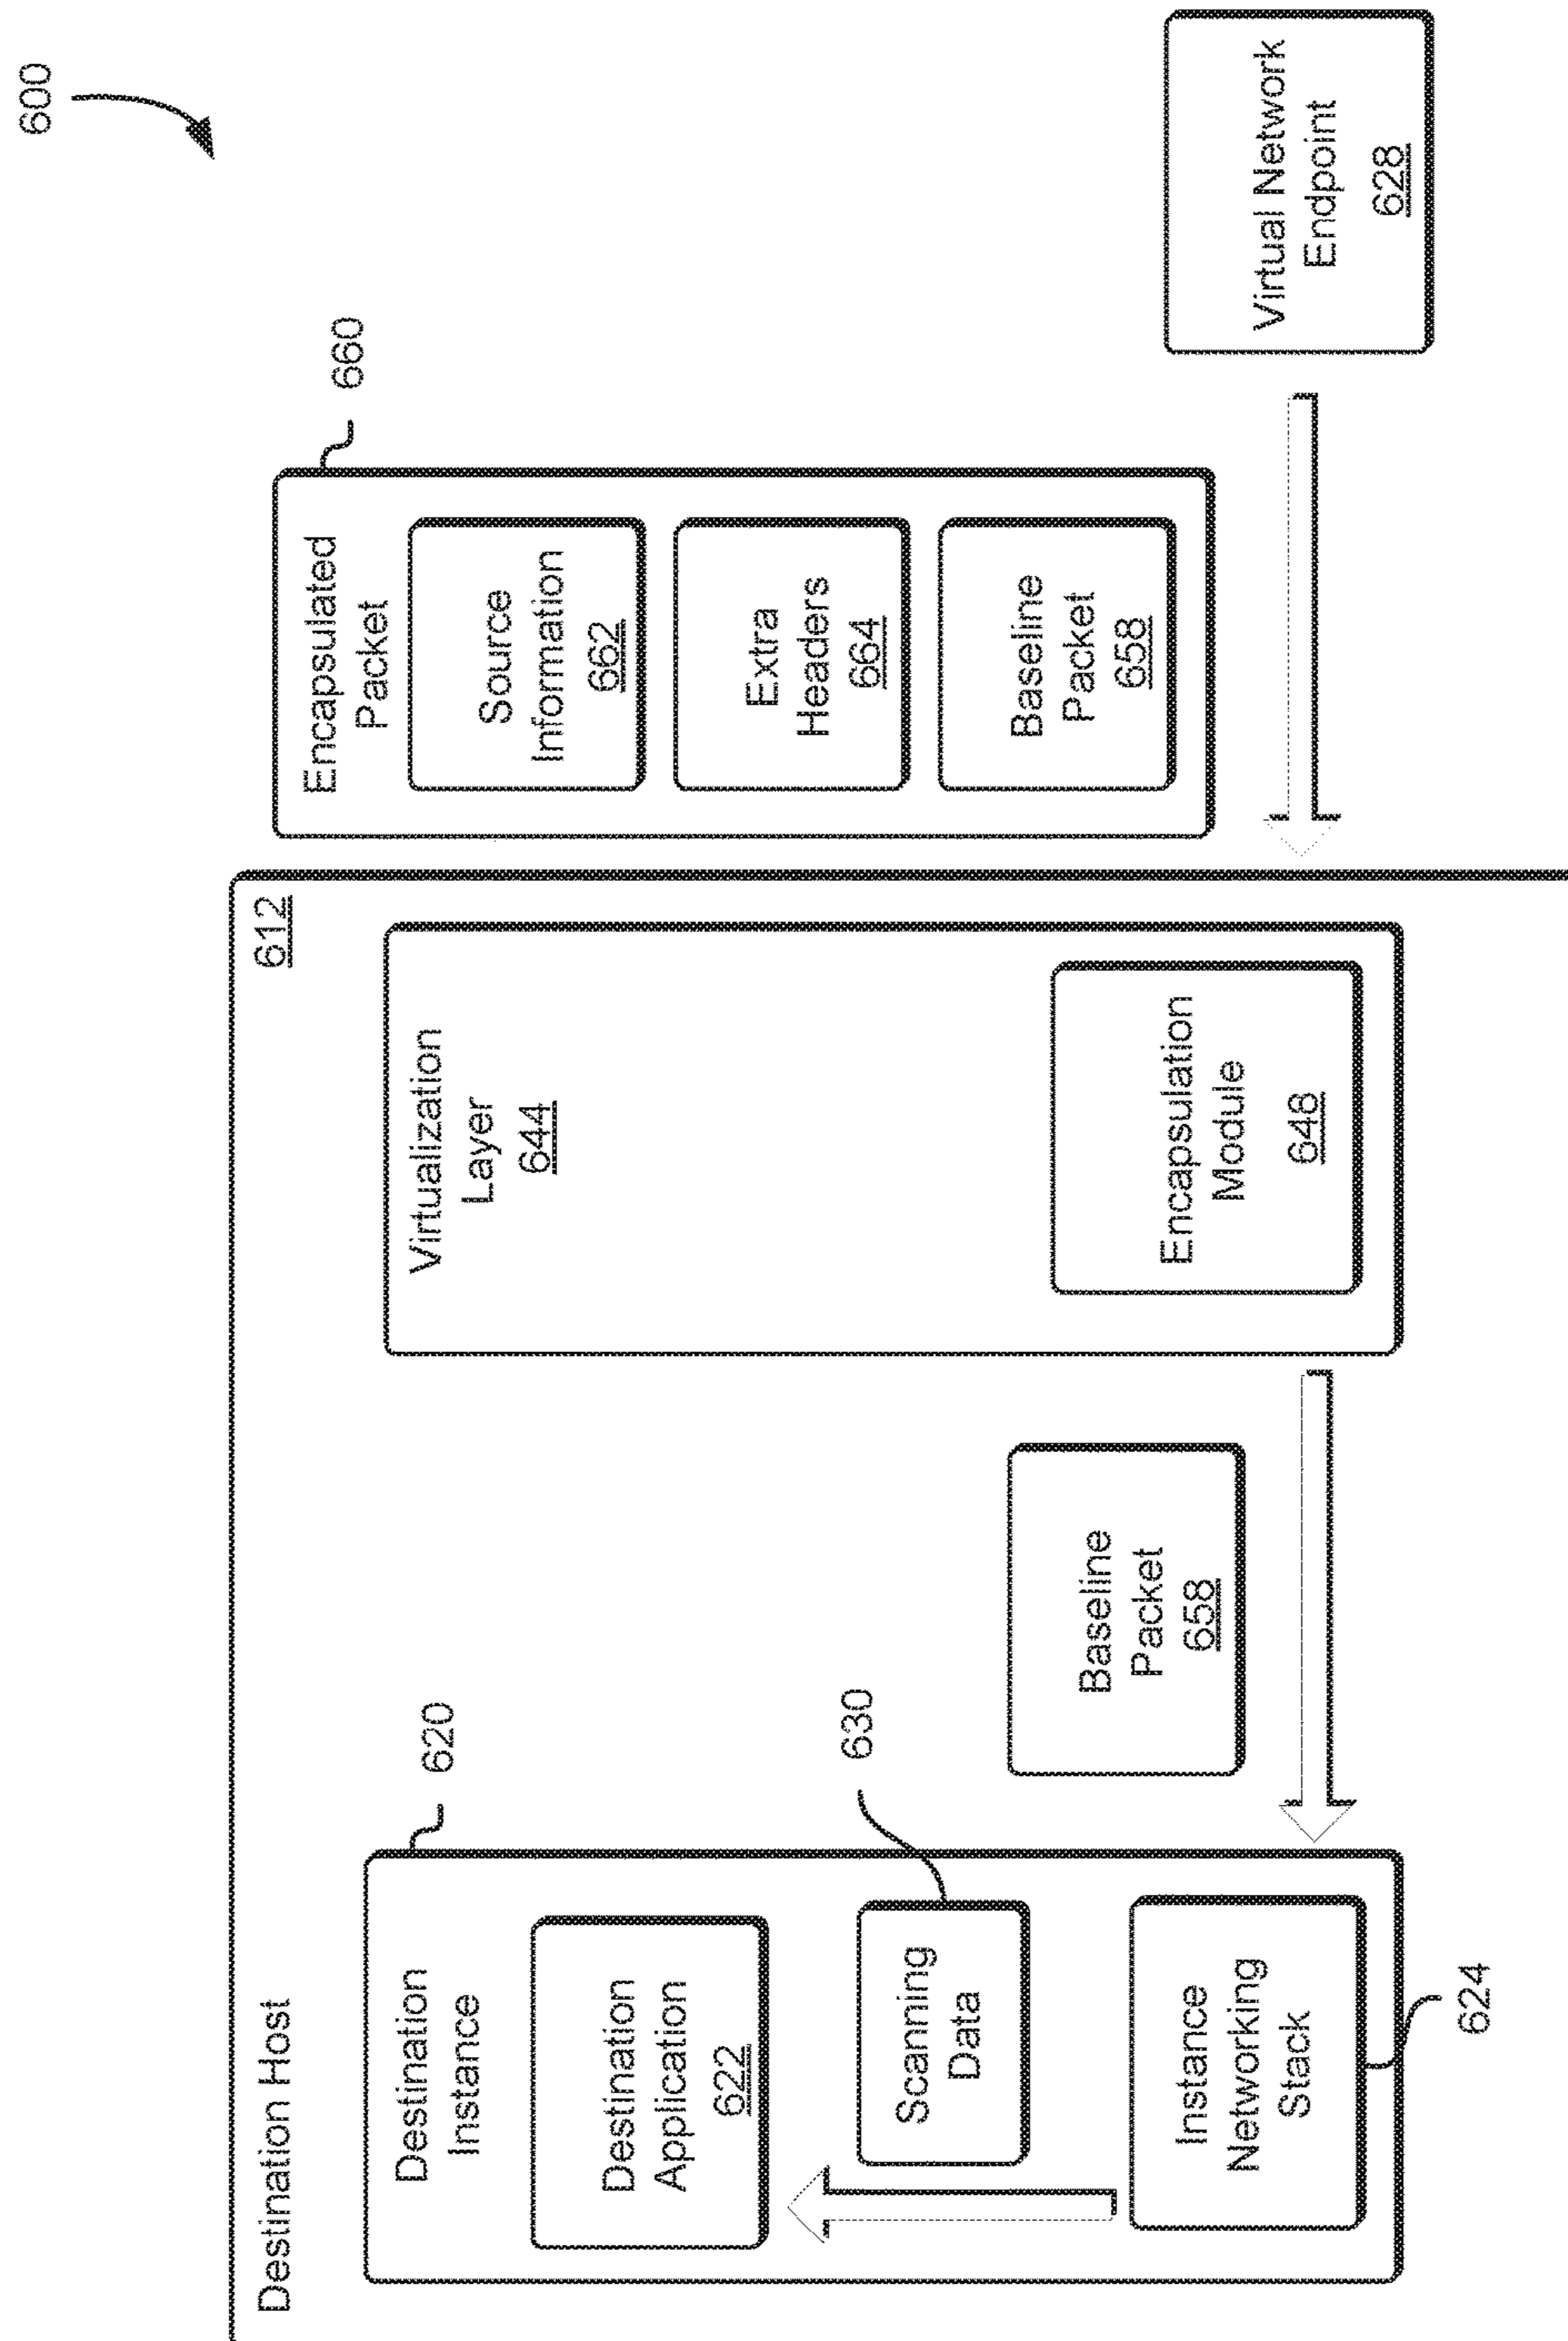 600
Destination Host
612
Destination
Instance
620
Destination
Application
622
Scanning
Data
630
Instance
Networking
Stack
624
Baseline
Packet
658
Virtualization
Layer
644
Encapsulation
Module
648
Encapsulated
Packet
660
Source
Information
662
Extra
Headers
664
Baseline
Packet
658
Virtual Network
Endpoint
628